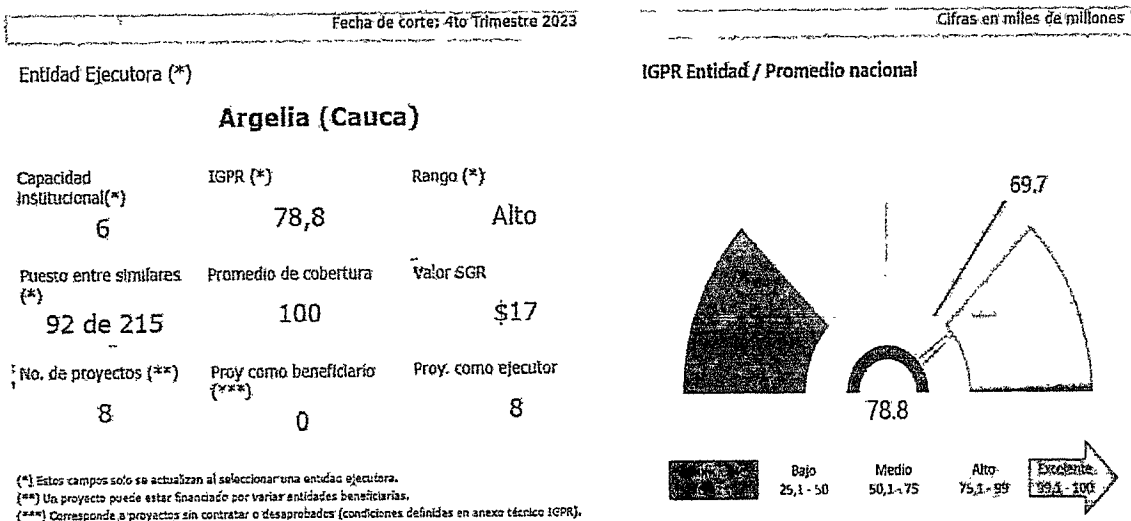 Fecha de corte: 4to Trimestre 2023
Entidad Ejecutora (*)
Argelia (Cauca)
Capacidad
Institucional(*)
6
IGPR (*)
78,8
Rango (*)
Alto
Puesto entre similares
(*)
92 de 215
Promedio de cobertura
100
Valor SGR
$17
No. de proyectos (**)
8
Proy como beneficiario
(***)
0
Proy. como ejecutor
8
(*) Estos campos solo se actualizan al seleccionar una entidad ejecutora.
(**) Un proyecto puede estar financiado por varias entidades beneficiarias.
(***) Corresponde a proyectos sin contratar o desaprobados (condiciones definidas en anexo técnico IGPR).
Cifras en miles de millones
IGPR Entidad / Promedio nacional
69.7
78.8
Bajo
25,1 - 50
Medio
50,1 - 75
Alto
75,1 - 99
Excelente
99,1 - 100